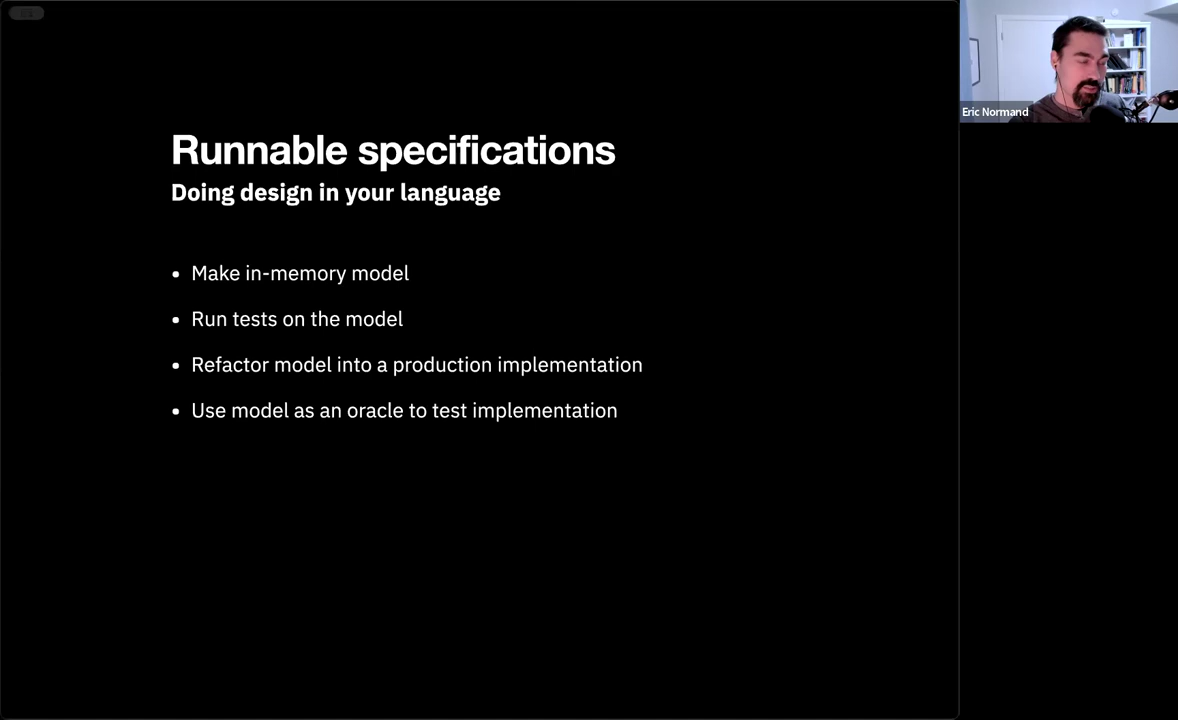 Runnable specifications
Doing design in your language
• Make in-memory model
• Run tests on the model
• Refactor model into a production implementation
• Use model as an oracle to test implementation
Eric Normand